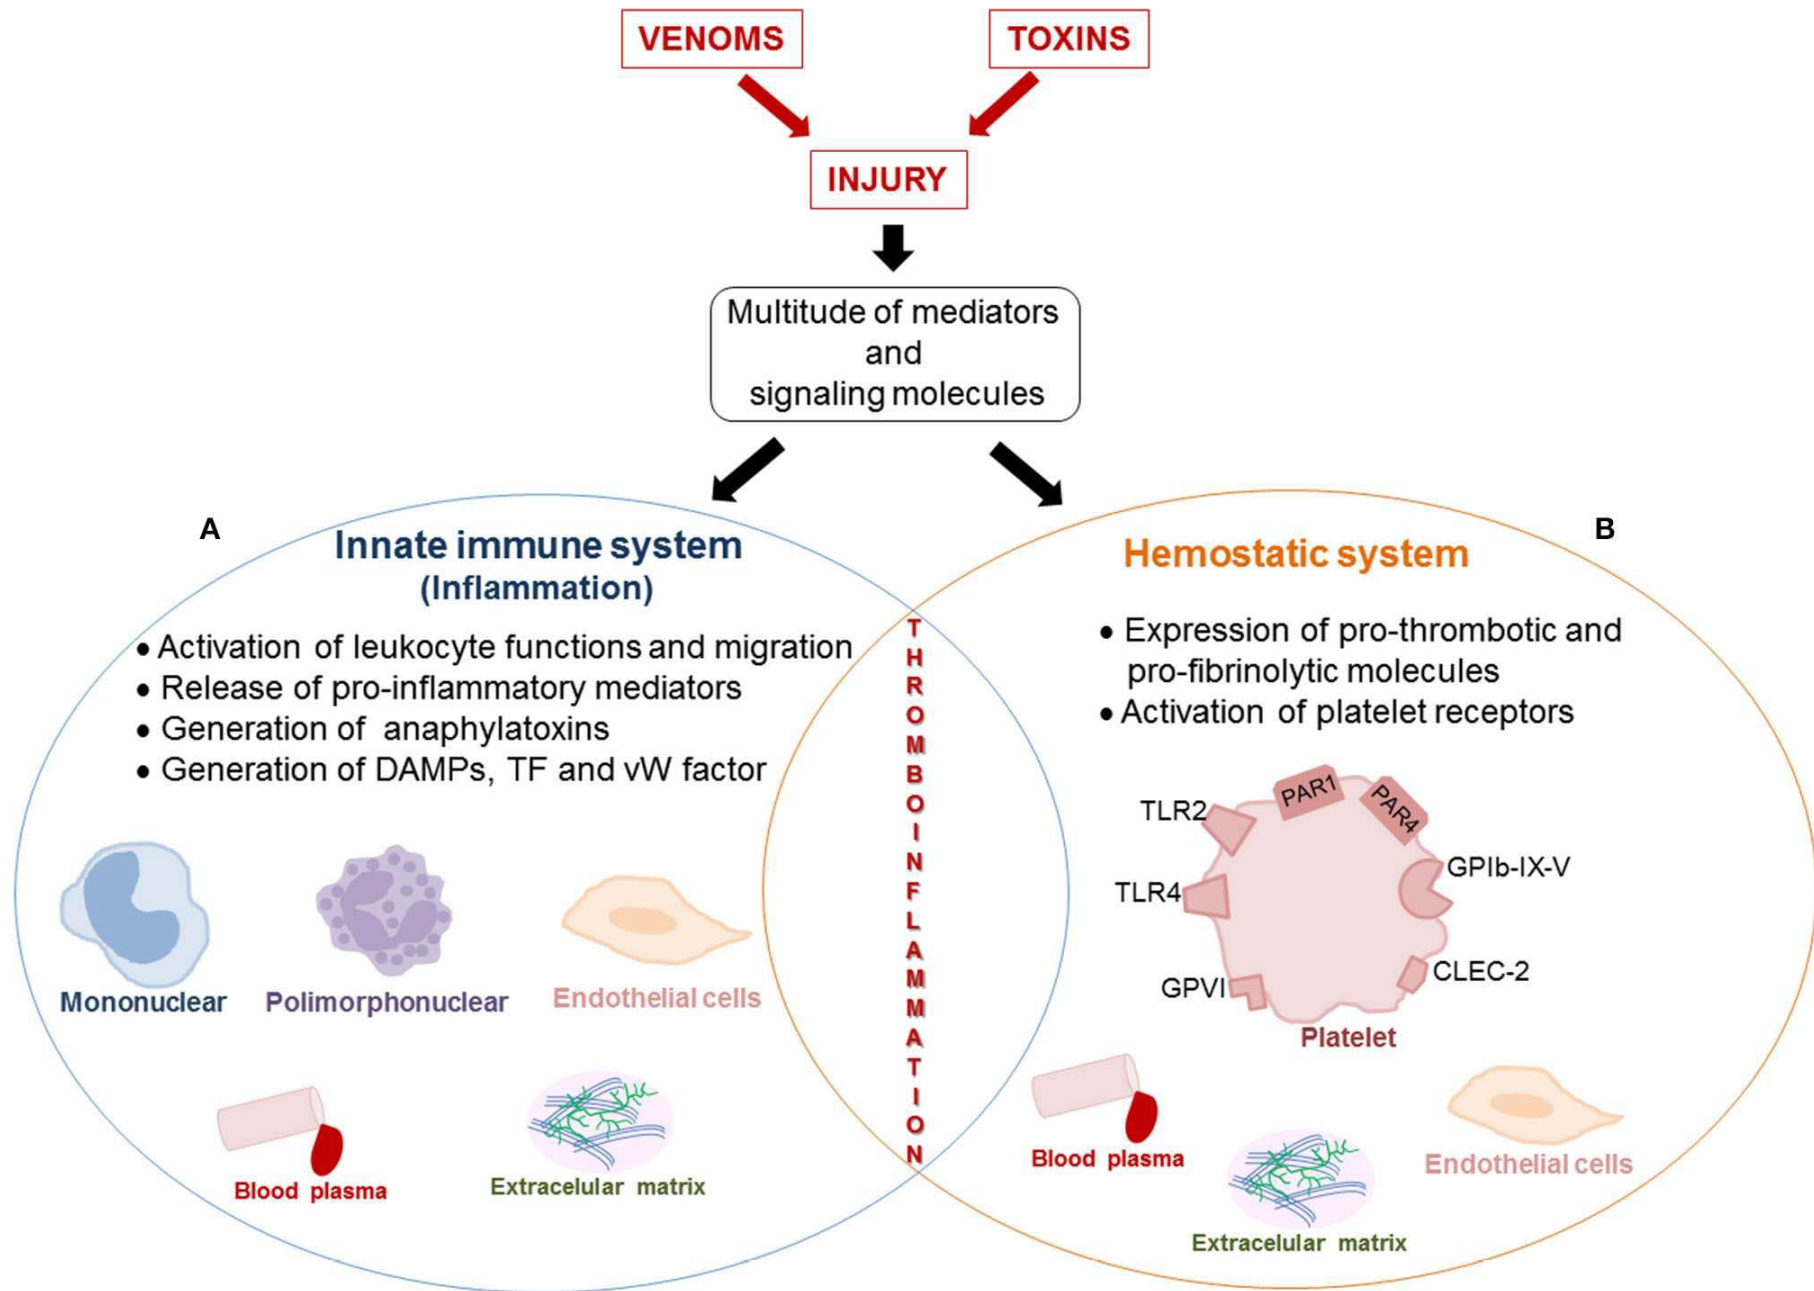 VENOMS
TOXINS
INJURY
Multitude of mediators
and
signaling molecules
A
Innate immune system
(Inflammation)
• Activation of leukocyte functions and migration
• Release of pro-inflammatory mediators
• Generation of anaphylatoxins
• Generation of DAMPs, TF and vW factor
Mononuclear
Polimorphonuclear
Endothelial cells
Blood plasma
Extracelular matrix
THROMBOINFLAMMATION
B
Hemostatic system
• Expression of pro-thrombotic and
pro-fibrinolytic molecules
• Activation of platelet receptors
TLR2
PAR1
PAR4
TLR4
GPIb-IX-V
GPVI
CLEC-2
Platelet
Blood plasma
Endothelial cells
Extracelular matrix